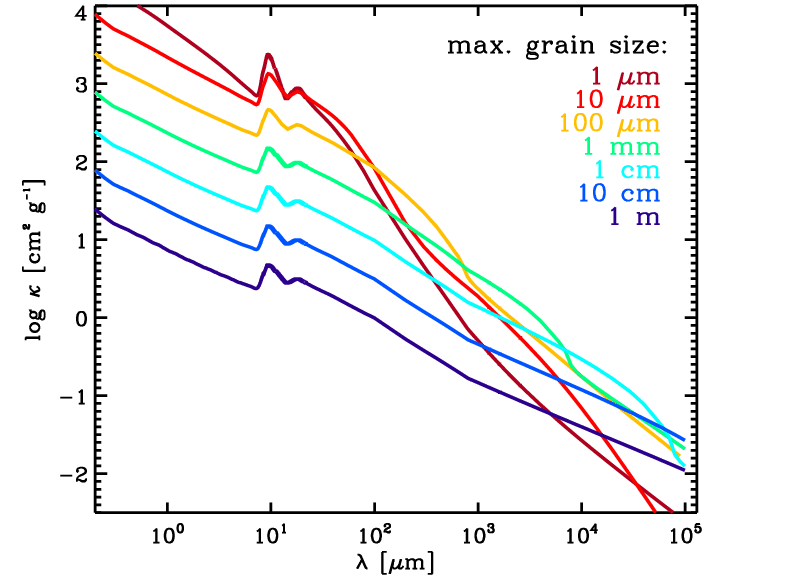 max. grain size:
1 μm
10 μm
100 μm
1 mm
1 cm
10 cm
1 m
log κ [cm² g⁻¹]
4
3
2
1
0
−1
−2
10⁰ 10¹ 10² 10³ 10⁴ 10⁵
λ [μm]